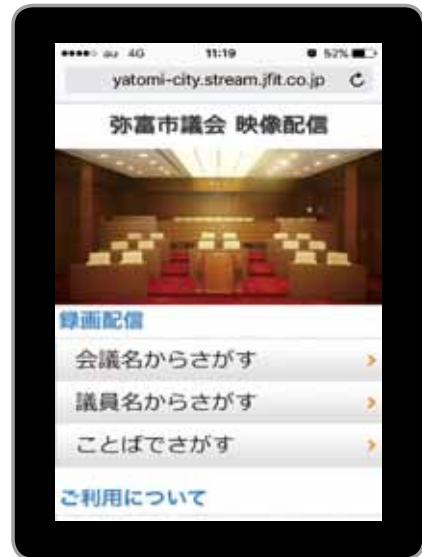 au 4G 11:19 52%
yatomi-city.stream.jfit.co.jp
弥富市議会 映像配信
録画配信
会議名からさがす
議員名からさがす
ことばでさがす
ご利用について